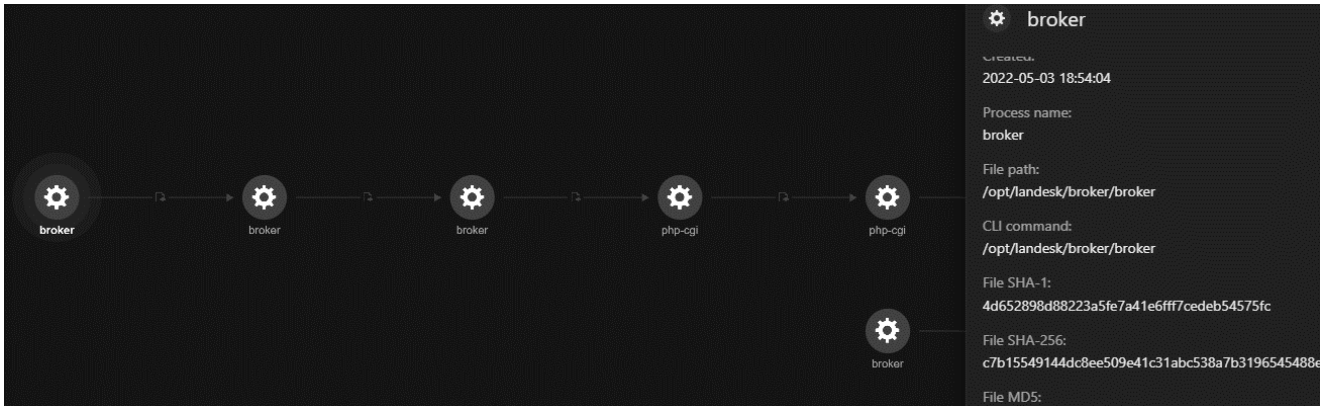 broker
broker
broker
php-cgi
php-cgi
broker
broker
Created:
2022-05-03 18:54:04
Process name:
broker
File path:
/opt/landesk/broker/broker
CLI command:
/opt/landesk/broker/broker
File SHA-1:
4d652898d88223a5fe7a41e6fff7cedeb54575fc
File SHA-256:
c7b15549144dc8ee509e41c31abc538a7b3196545488e
File MD5: